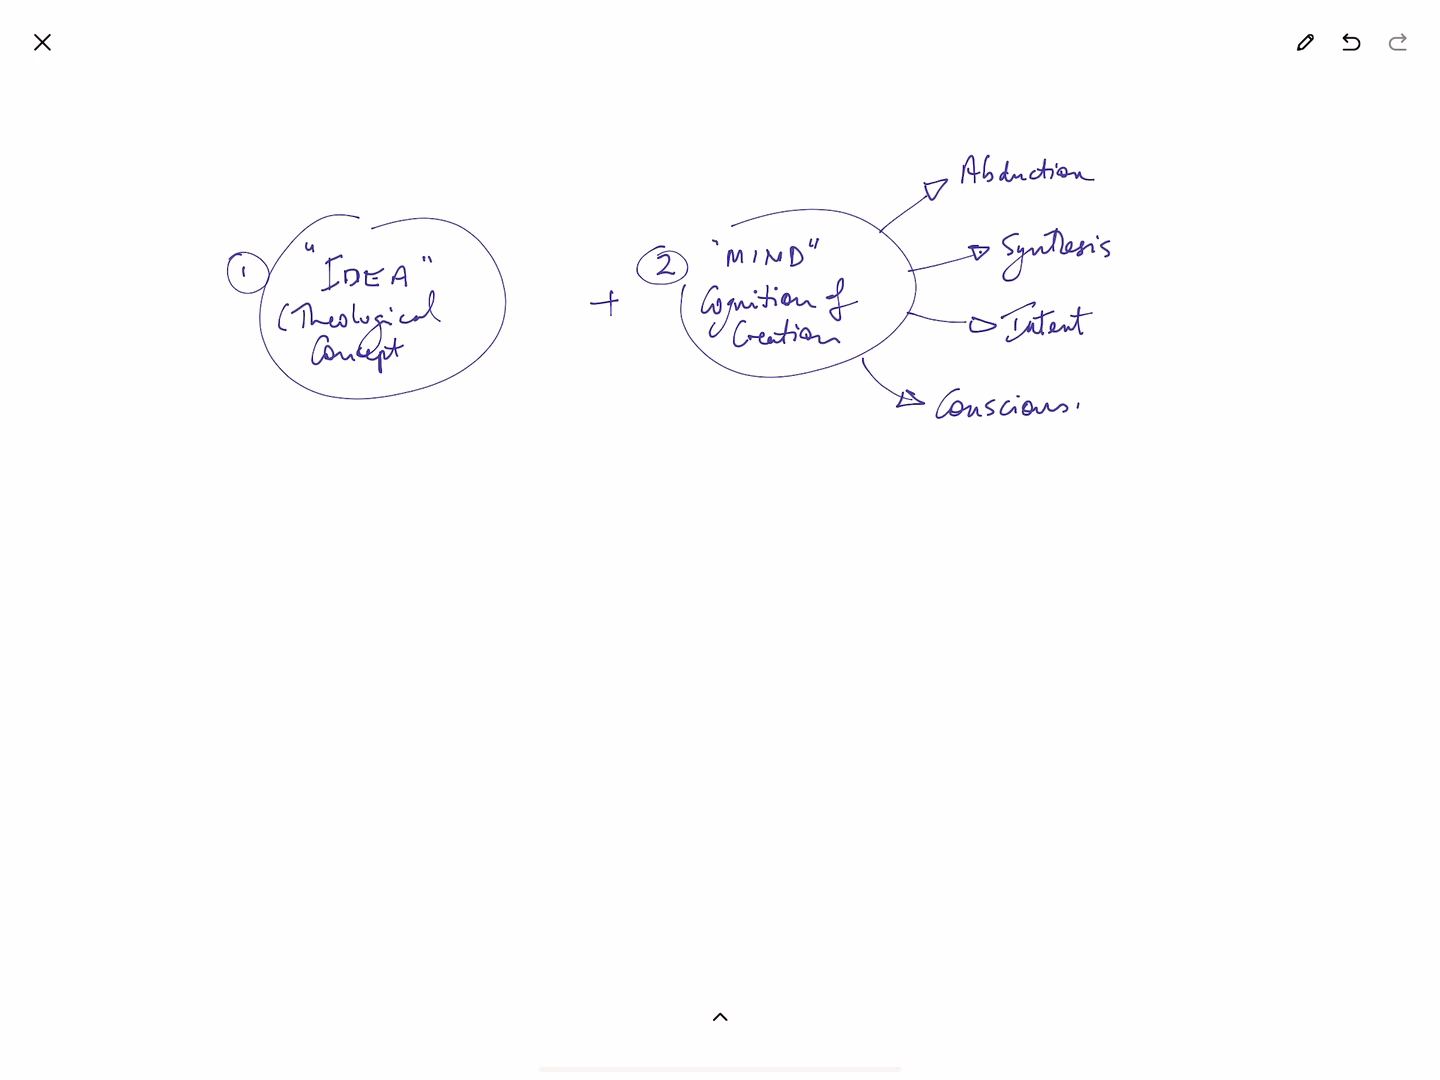 1
"IDEA"
(Theological
Concept
+
2
"MIND"
Cognition of
Creation
Abduction
Synthesis
Intent
Conscious.